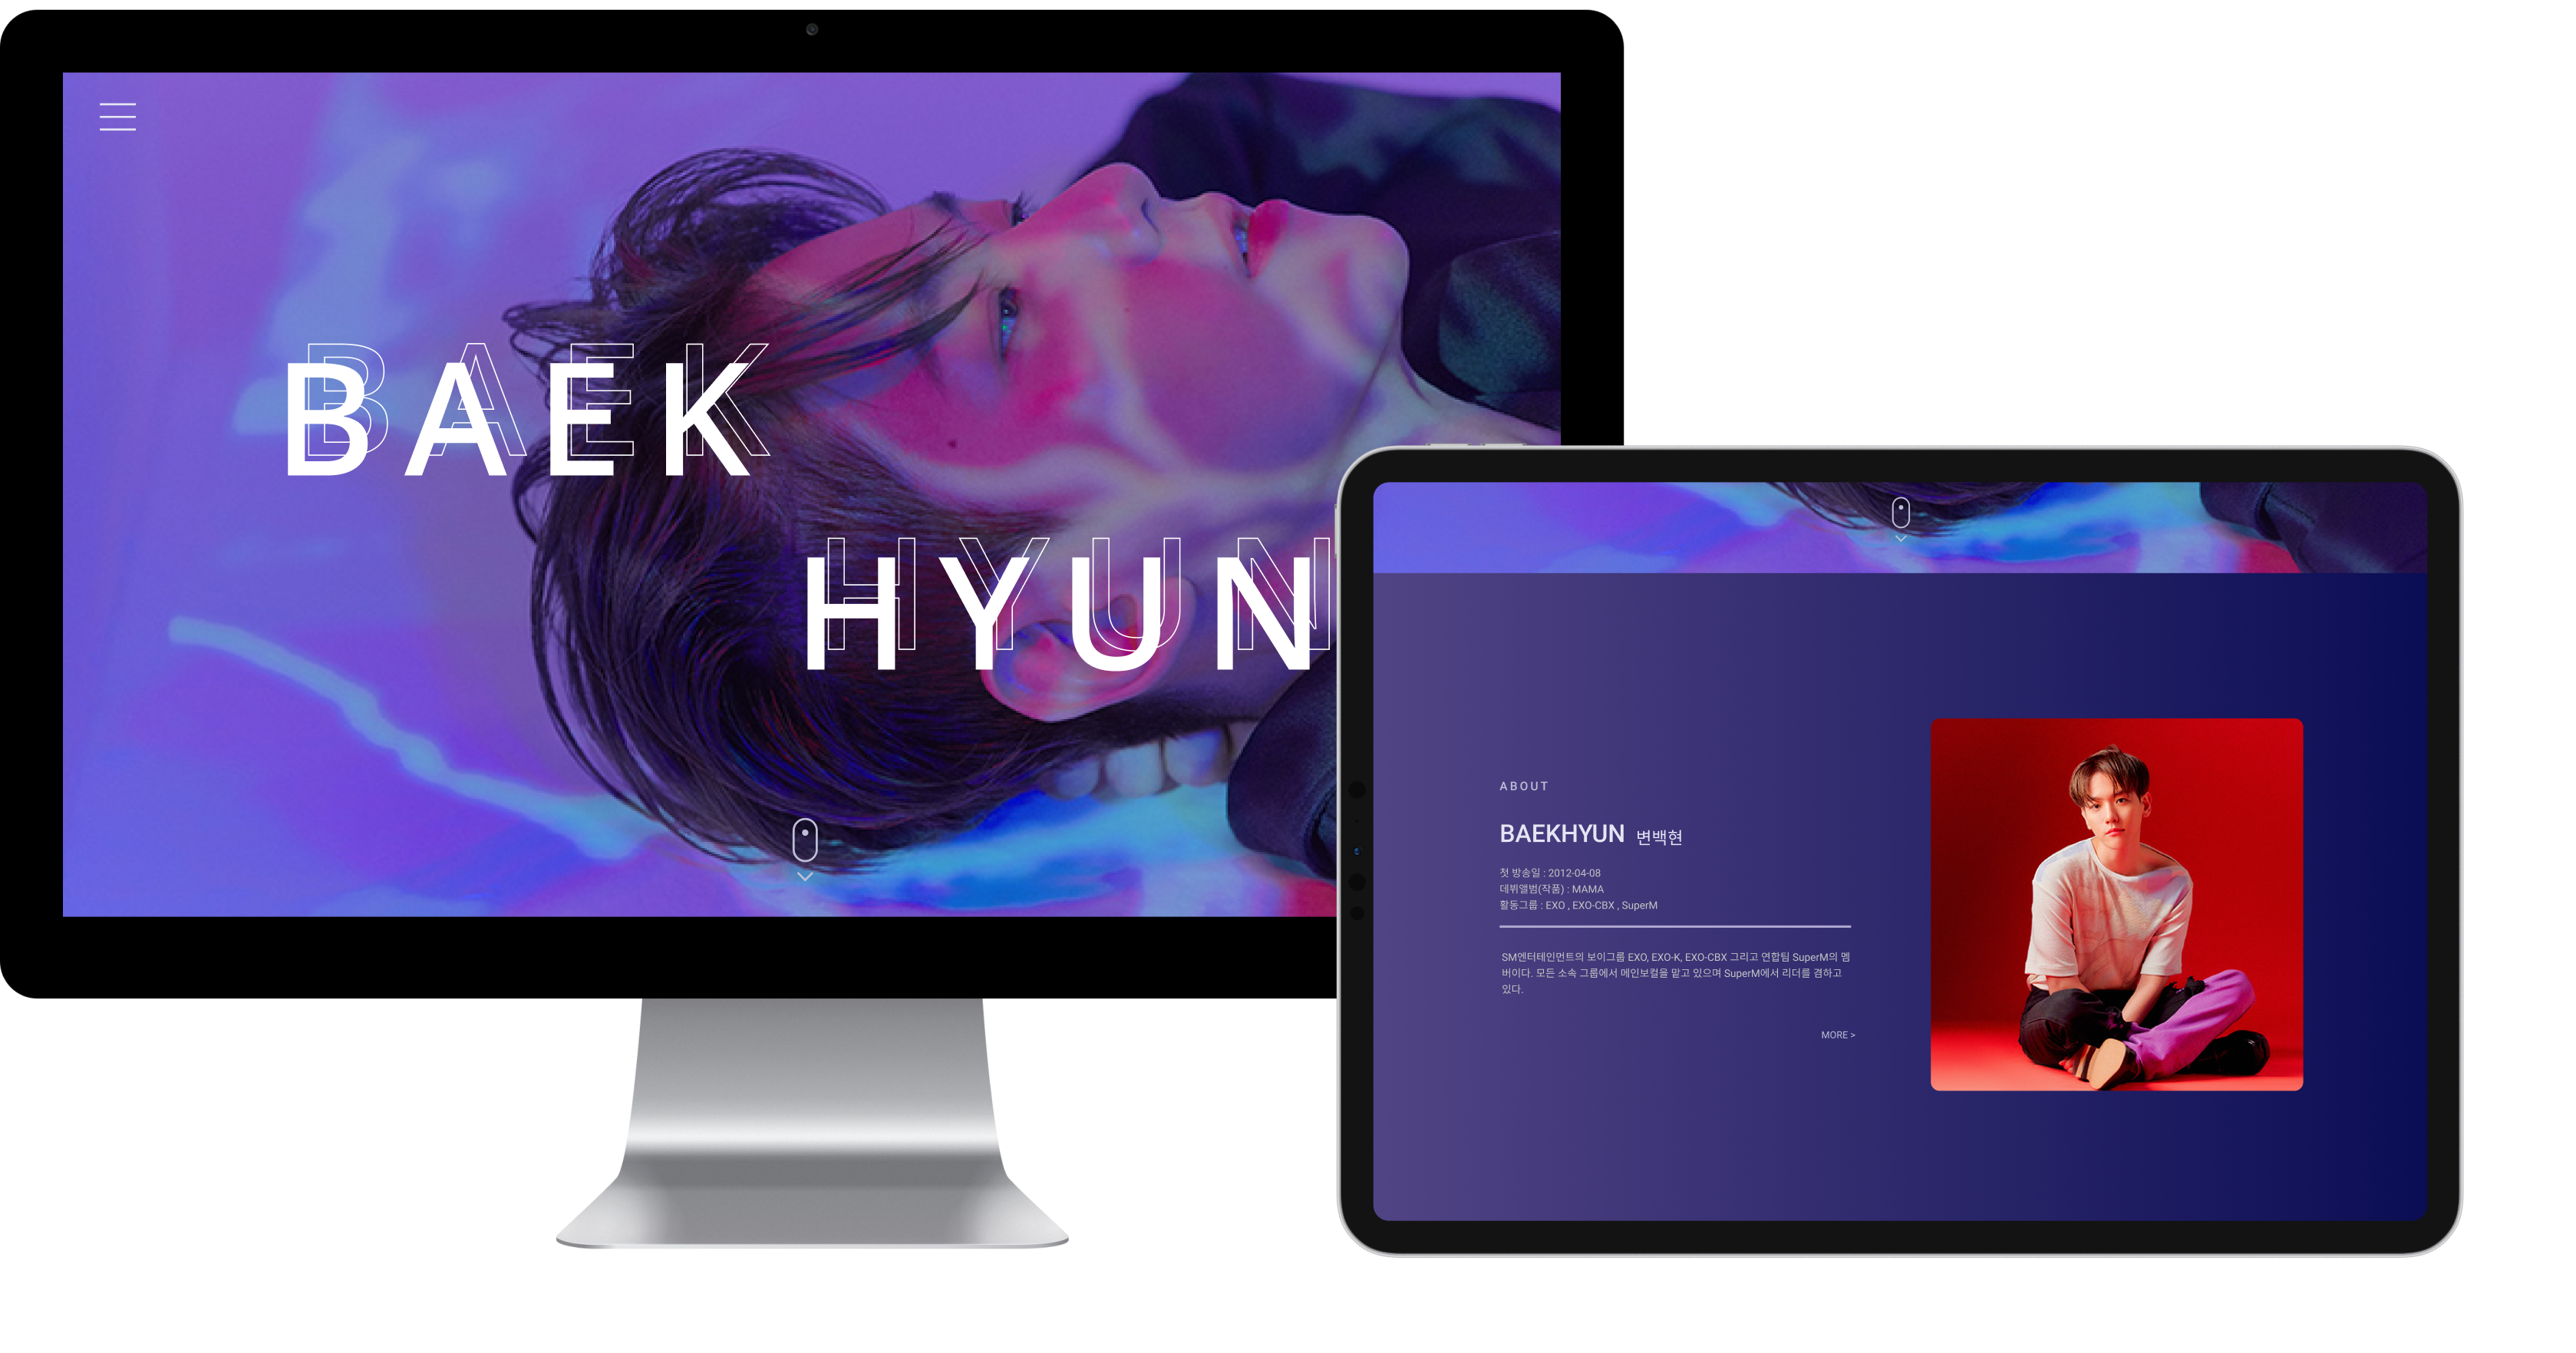 BAEK
HYUN
ABOUT
BAEKHYUN 변백현
첫 방송일 : 2012-04-08
데뷔앨범(작품) : MAMA
활동그룹 : EXO , EXO-CBX , SuperM
SM엔터테인먼트의 보이그룹 EXO, EXO-K, EXO-CBX 그리고 연합팀 SuperM의 멤
버이다. 모든 소속 그룹에서 메인보컬을 맡고 있으며 SuperM에서 리더를 겸하고
있다.
MORE >